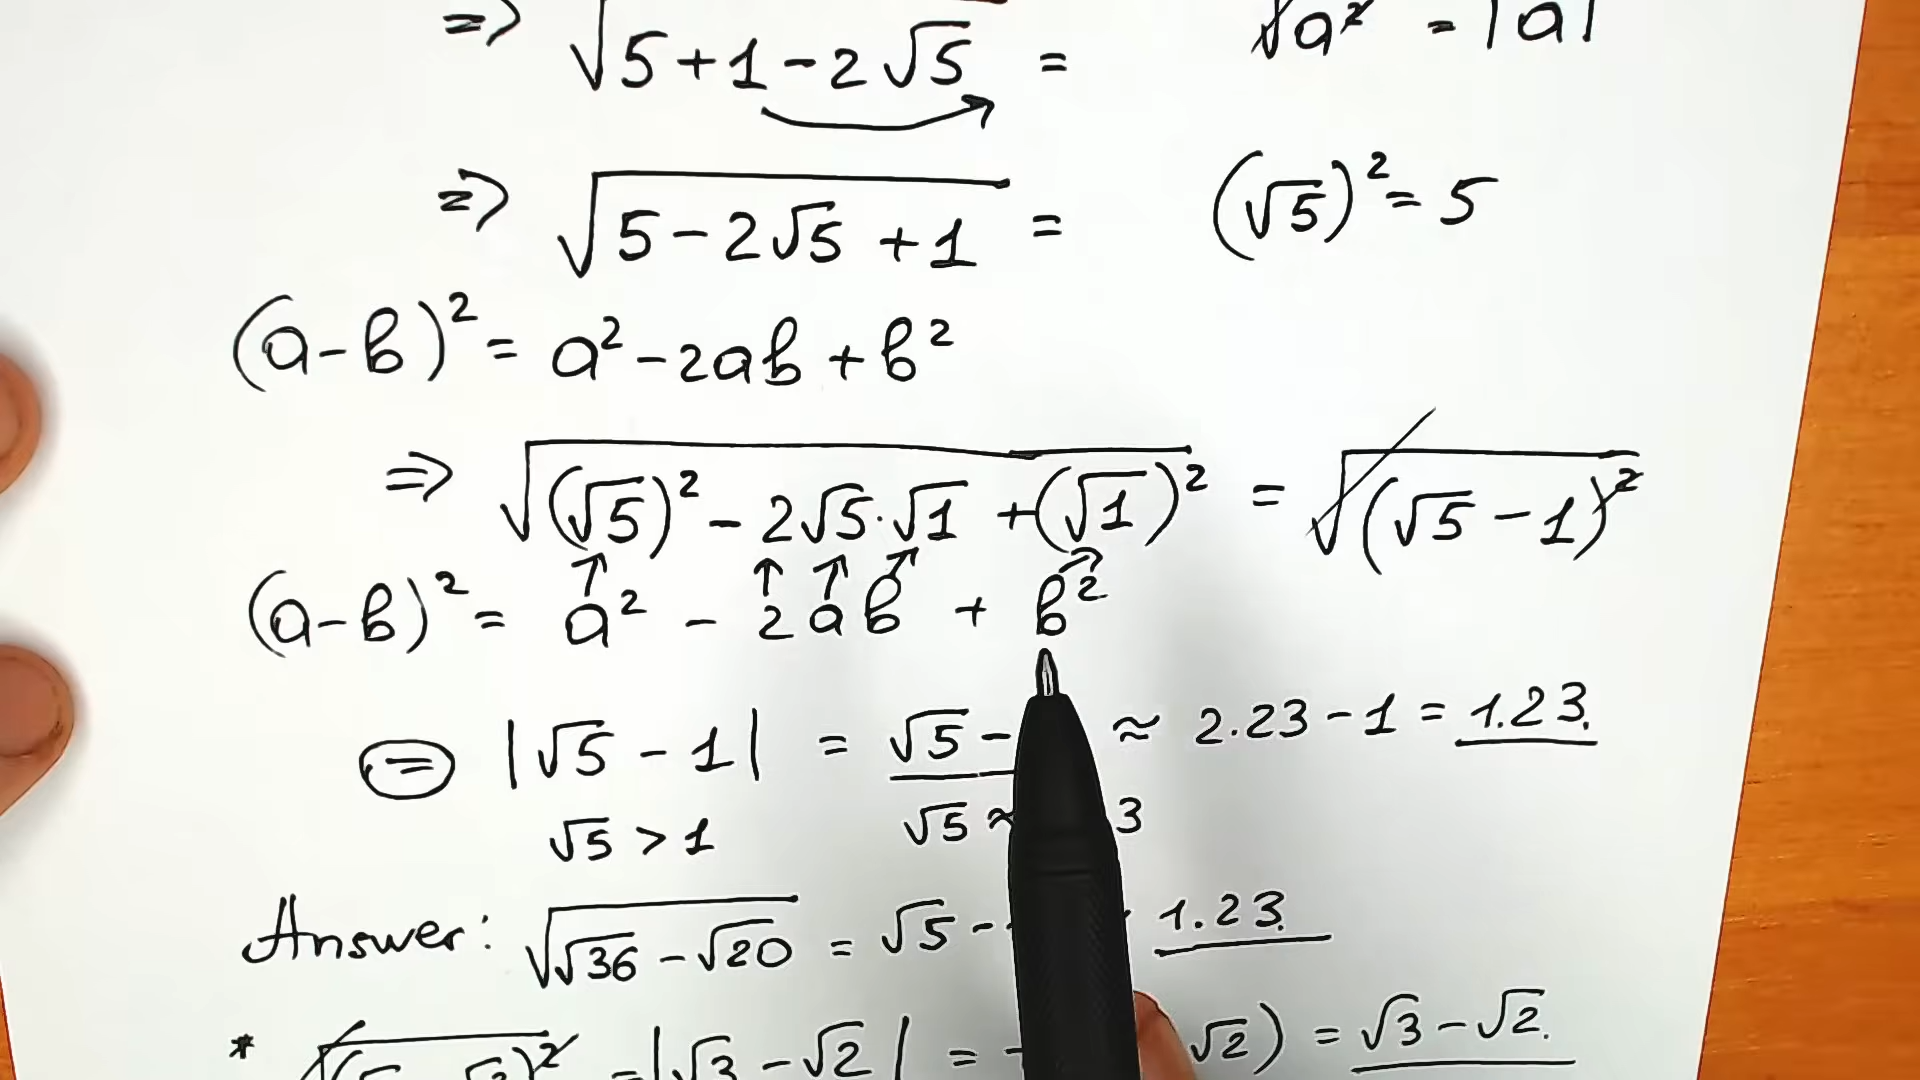 => √5+1-2√5 = √a² = |a|
=> √5-2√5+1 = (√5)² = 5
(a-b)² = a²-2ab+b²
=> √(√5)²-2√5·√1+(√1)² = √(√5-1)²
(a-b)² = a² - 2ab + b²
= |√5-1| = √5- ≈ 2.23-1 = 1.23.
√5 > 1 √5 ≈ 3
Answer: √√36-√20 = √5- 1.23.
* = |√3-√2| = - √2) = √3-√2.